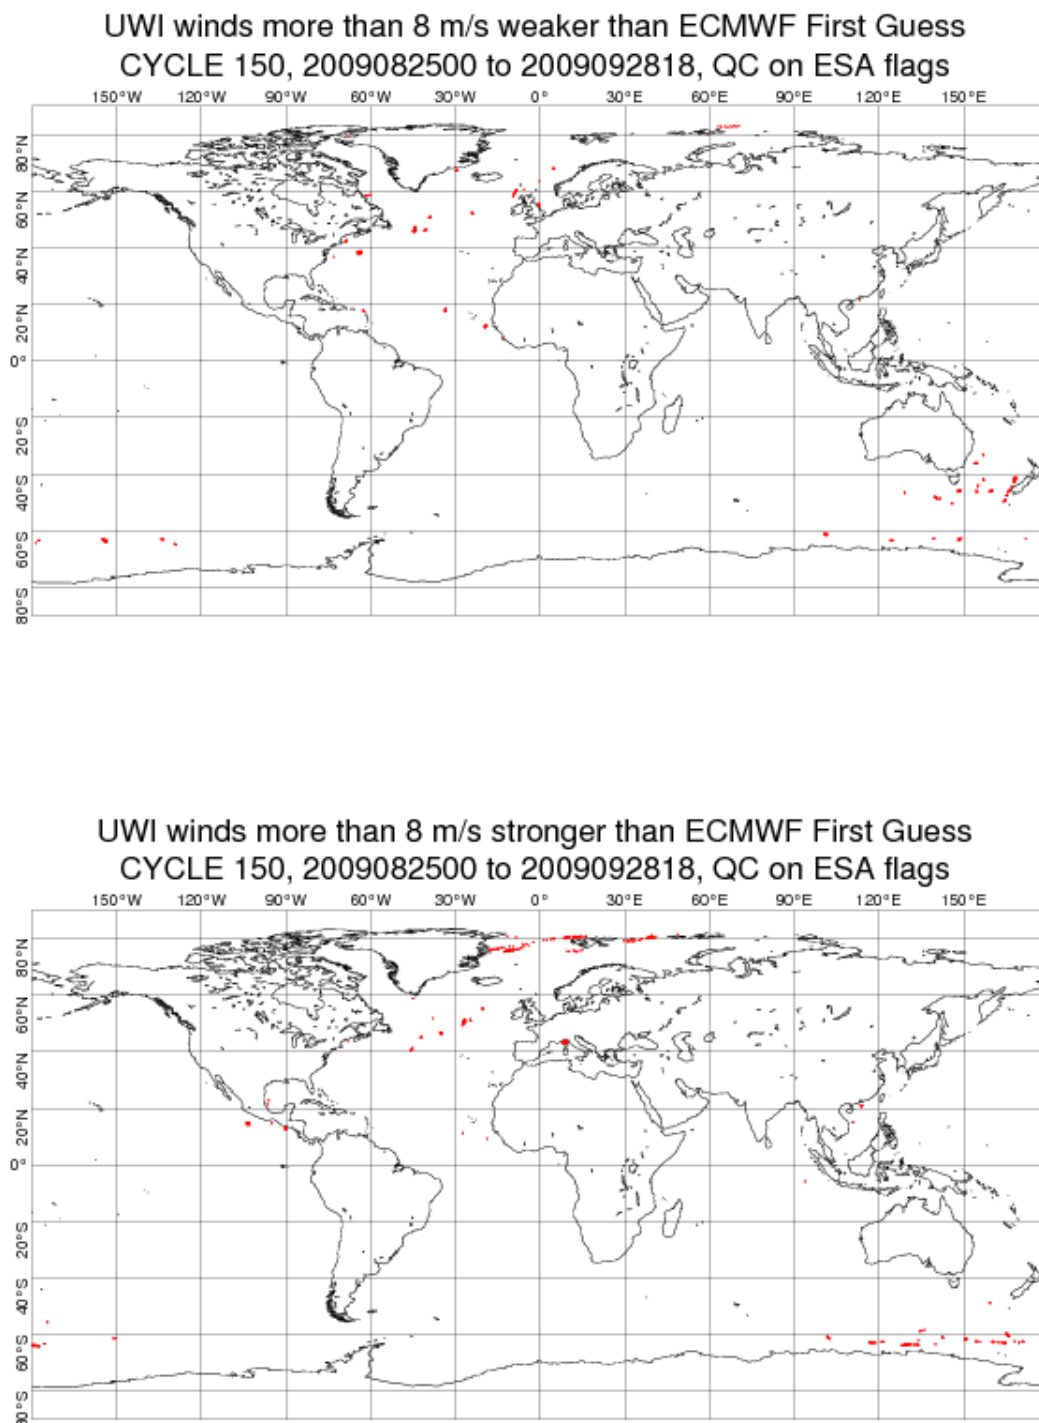 UWI winds more than 8 m/s weaker than ECMWF First Guess
CYCLE 150, 2009082500 to 2009092818, QC on ESA flags
150°W 120°W 90°W 60°W 30°W 0° 30°E 60°E 90°E 120°E 150°E
80°N
60°N
40°N
20°N
0°
20°S
40°S
60°S
80°S
UWI winds more than 8 m/s stronger than ECMWF First Guess
CYCLE 150, 2009082500 to 2009092818, QC on ESA flags
150°W 120°W 90°W 60°W 30°W 0° 30°E 60°E 90°E 120°E 150°E
80°N
60°N
40°N
20°N
0°
20°S
40°S
60°S
80°S